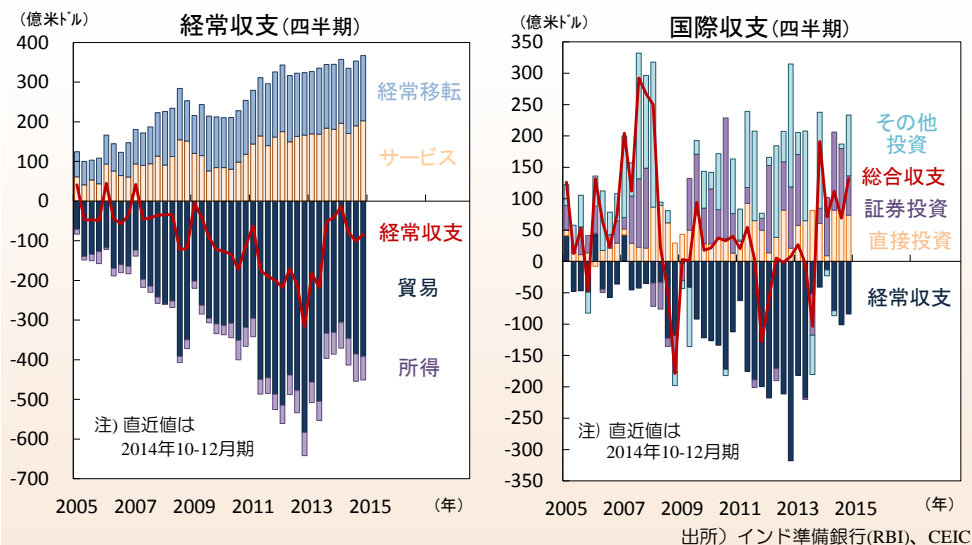 (億米ﾄﾞﾙ)
経常収支(四半期)
400
300
200
100
0
-100
-200
-300
-400
-500
-600
-700
経常移転
サービス
経常収支
貿易
所得
注) 直近値は
2014年10-12月期
2005 2007 2009 2011 2013 2015 (年)
(億米ﾄﾞﾙ)
国際収支(四半期)
350
300
250
200
150
100
50
0
-50
-100
-150
-200
-250
-300
-350
その他
投資
総合収支
証券投資
直接投資
経常収支
注) 直近値は
2014年10-12月期
2005 2007 2009 2011 2013 2015 (年)
出所）インド準備銀行(RBI)、CEIC